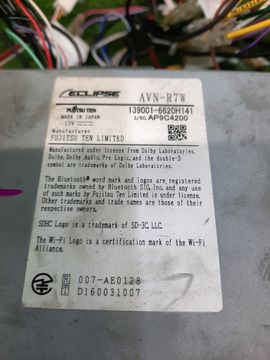 ECLIPSE AVN-R7W
FUJITSU TEN 139001-6620H141
MADE IN JAPAN S/NO. AP9C4200
12V
Manufacturer
FUJITSU TEN LIMITED
Manufactured under license from Dolby Laboratories.
Dolby, Dolby Audio, Pro Logic, and the double-D
symbol are trademarks of Dolby Laboratories.
The Bluetooth® word mark and logos are registered
trademarks owned by Bluetooth SIG, Inc. and any
use of such marks by Fujitsu Ten Limited is under
Other trademarks and trade names are those of their
owners.
SDHC Logo is a trademark of SD-3C LLC.
The Wi-Fi Logo is a certification mark of the Wi-Fi
Alliance.
R 007-AE0128
T D160031007